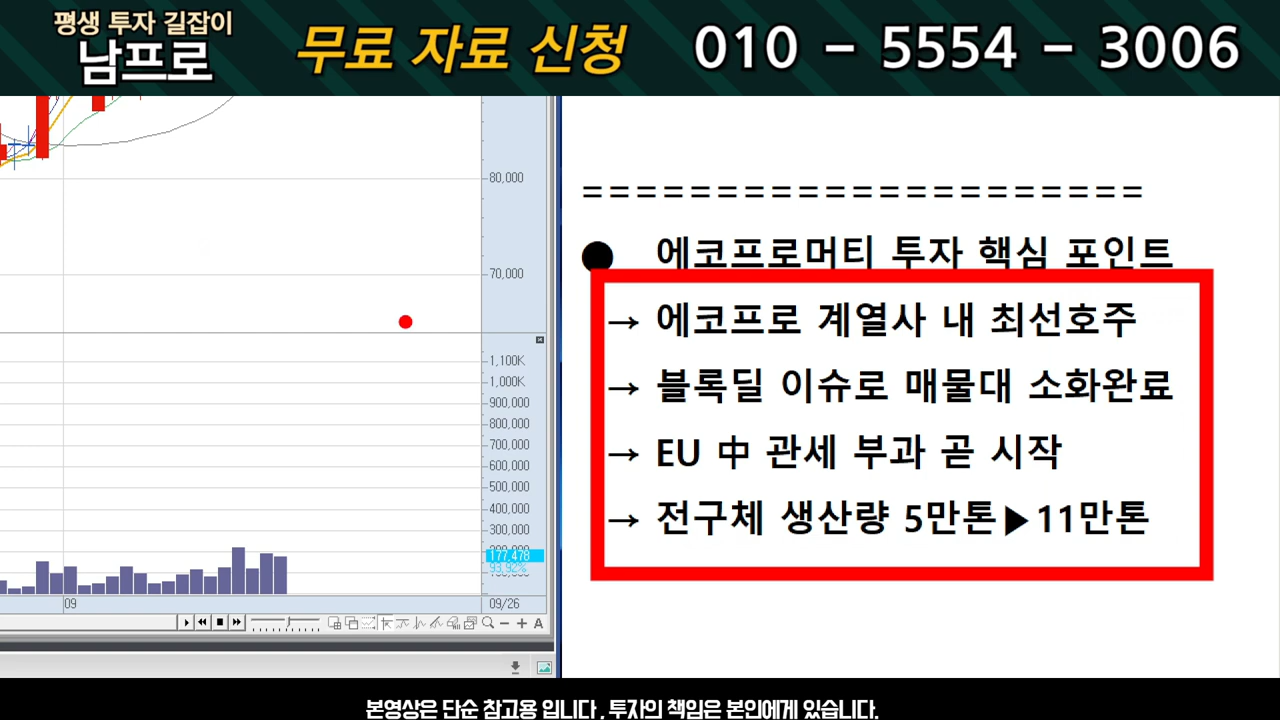 평생 투자 길잡이
남프로
무료 자료 신청
010 - 5554 - 3006
80,000
70,000
1,100K
1,000K
900,000
800,000
700,000
600,000
500,000
400,000
300,000
177,478
93.92%
09
09/26
A
======================
● 에코프로머티 투자 핵심 포인트
→ 에코프로 계열사 내 최선호주
→ 블록딜 이슈로 매물대 소화완료
→ EU 中 관세 부과 곧 시작
→ 전구체 생산량 5만톤▶11만톤
본영상은 단순 참고용 입니다, 투자의 책임은 본인에게 있습니다.